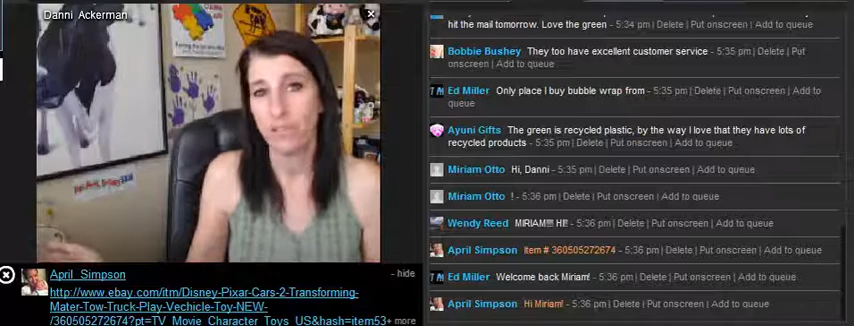 Danni Ackerman
April Simpson
- hide
http://www.ebay.com/itm/Disney-Pixar-Cars-2-Transforming-
Mater-Tow-Truck-Play-Vechicle-Toy-NEW-
/360505272674?pt=TV_Movie_Character_Toys_US&hash=item53
+ more
hit the mail tomorrow. Love the green - 5:34 pm | Delete | Put onscreen | Add to queue
Bobbie Bushey They too have excellent customer service - 5:35 pm | Delete | Put
onscreen | Add to queue
Ed Miller Only place I buy bubble wrap from - 5:35 pm | Delete | Put onscreen | Add to
queue
Ayuni Gifts The green is recycled plastic, by the way I love that they have lots of
recycled products - 5:35 pm | Delete | Put onscreen | Add to queue
Miriam Otto Hi, Danni - 5:35 pm | Delete | Put onscreen | Add to queue
Miriam Otto ! - 5:36 pm | Delete | Put onscreen | Add to queue
Wendy Reed MIRIAM!!! HI! - 5:36 pm | Delete | Put onscreen | Add to queue
April Simpson Item # 360505272674 - 5:36 pm | Delete | Put onscreen | Add to queue
Ed Miller Welcome back Miriam! - 5:36 pm | Delete | Put onscreen | Add to queue
April Simpson Hi Miriam! - 5:36 pm | Delete | Put onscreen | Add to queue